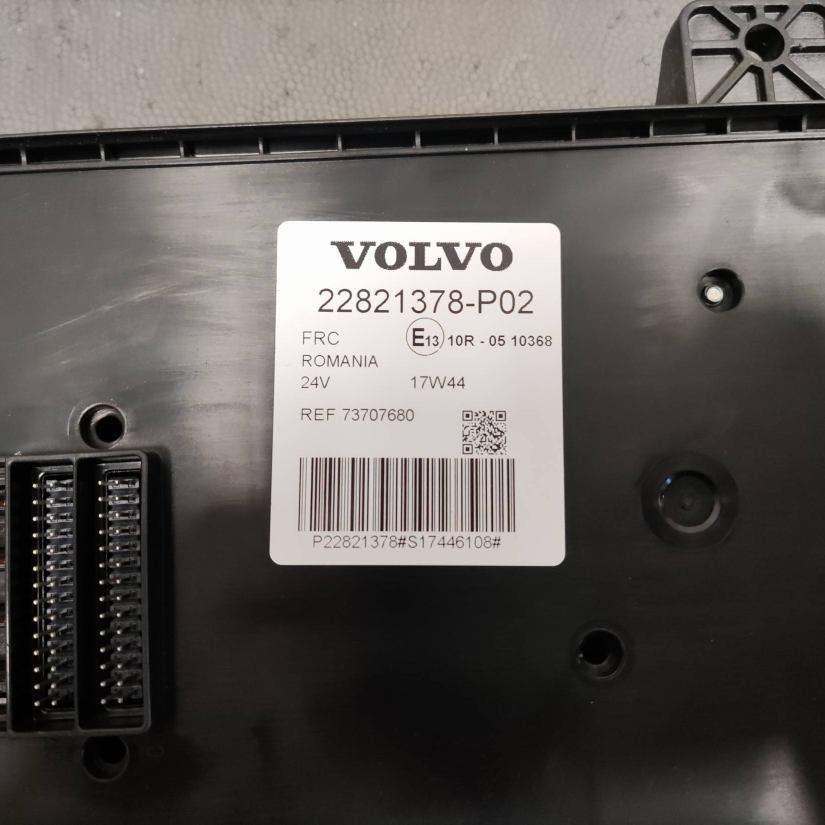 VOLVO
22821378-P02
FRC E13 10R - 05 10368
ROMANIA
24V 17W44
REF 73707680
P22821378#S17446108#